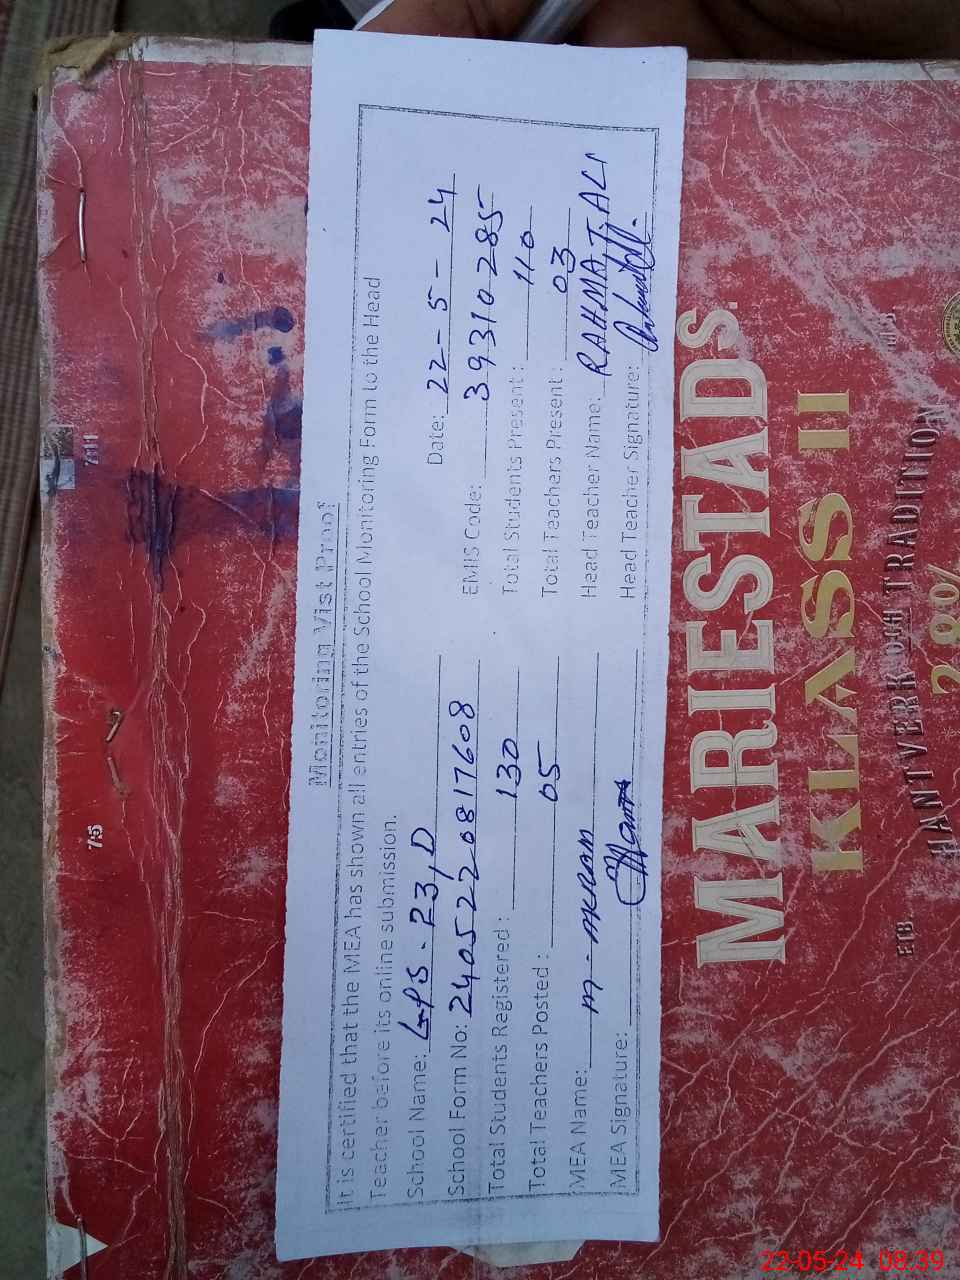 Monitoring Vist Proof
It is certified that the MEA has shown all entries of the School Monitoring Form to the Head
Teacher before its online submission.
School Name: GPS. 23, D Date: 22-5-24
School Form No: 24052208 17608 EMIS Code: 39310285
Total Students Registered: 130 Total Students Present: 110
Total Teachers Posted: 05 Total Teachers Present: 03
MEA Name: M-AKRAM Head Teacher Name: RAHMAT ALI
MEA Signature: Head Teacher Signature:
MARIESTADS
KLASS II
HANTVERK OCH TRADITION
ETB
75
22-05-24 08:39